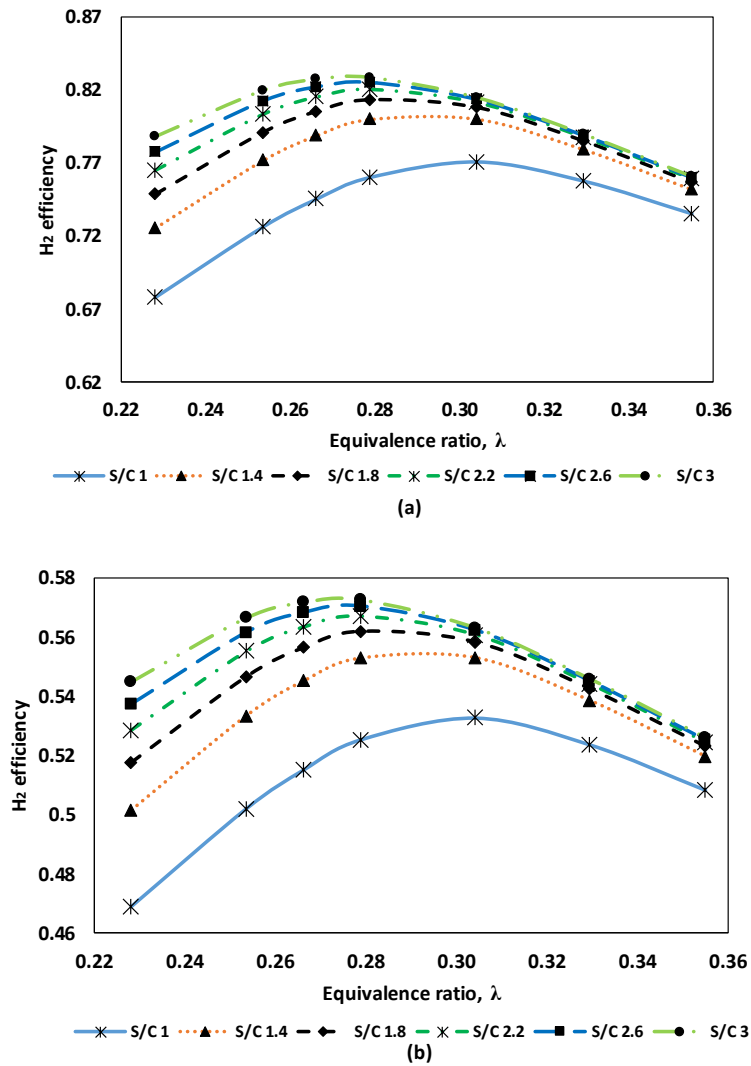 0.87
0.82
0.77
0.72
0.67
0.62
H2 efficiency
0.22 0.24 0.26 0.28 0.30 0.32 0.34 0.36
Equivalence ratio, λ
S/C 1 S/C 1.4 S/C 1.8 S/C 2.2 S/C 2.6 S/C 3
(a)
0.58
0.56
0.54
0.52
0.5
0.48
0.46
H2 efficiency
0.22 0.24 0.26 0.28 0.30 0.32 0.34 0.36
Equivalence ratio, λ
S/C 1 S/C 1.4 S/C 1.8 S/C 2.2 S/C 2.6 S/C 3
(b)